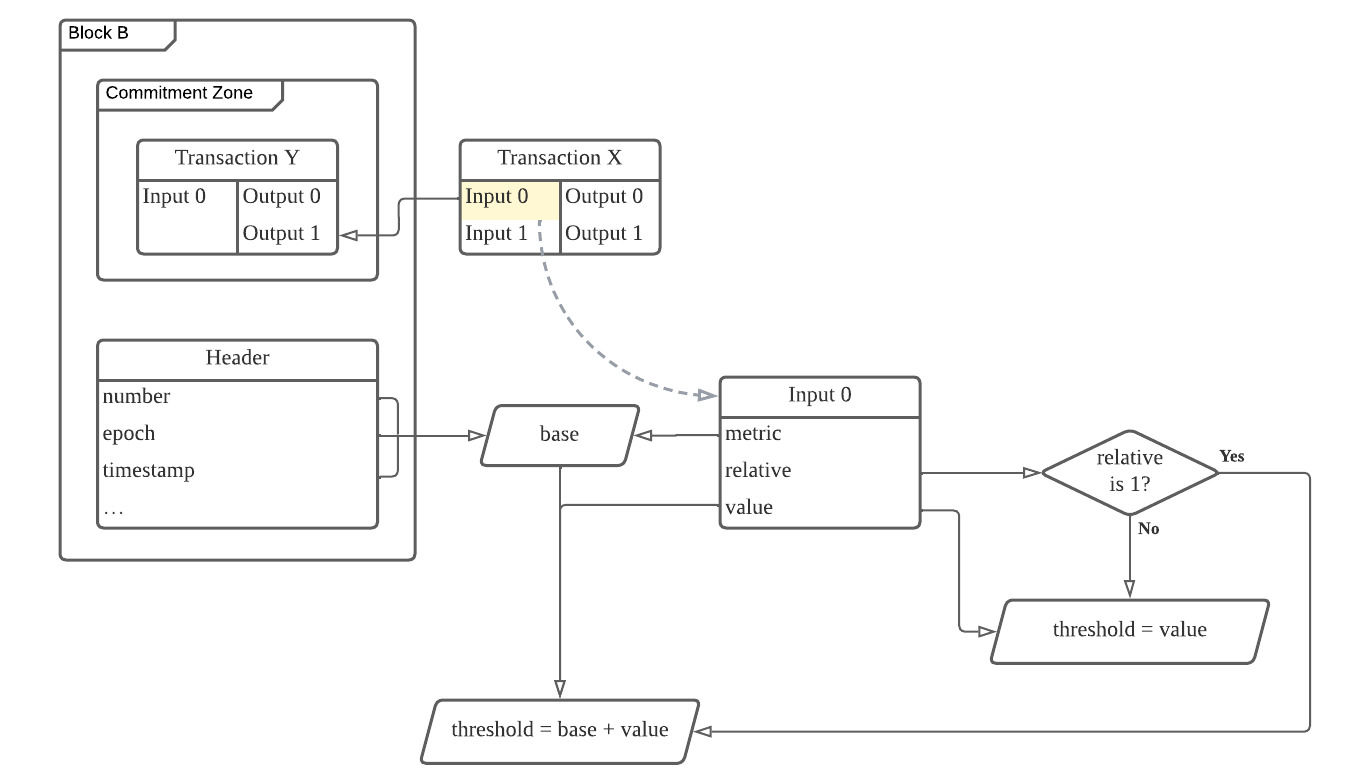 Block B
Commitment Zone
Transaction Y
Input 0
Output 0
Output 1
Transaction X
Input 0
Output 0
Input 1
Output 1
Header
number
epoch
timestamp
...
base
Input 0
metric
relative
value
relative
is 1?
Yes
No
threshold = value
threshold = base + value